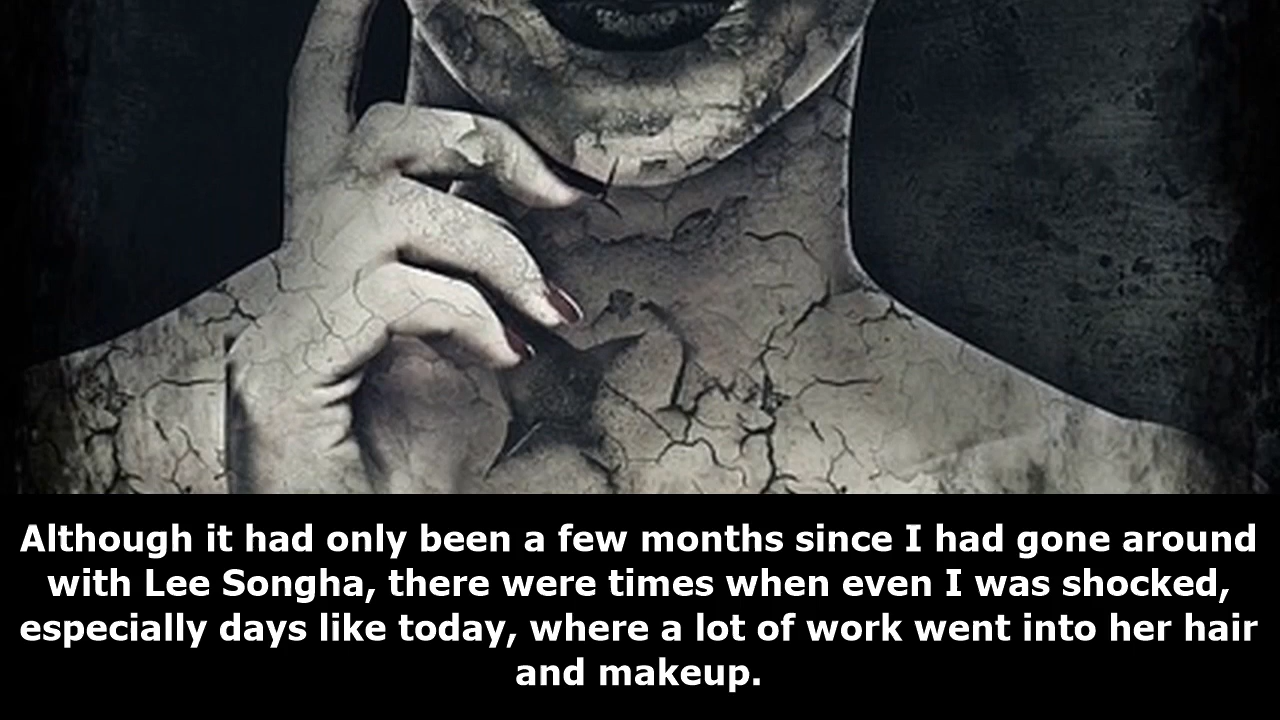 Although it had only been a few months since I had gone around
with Lee Songha, there were times when even I was shocked,
especially days like today, where a lot of work went into her hair
and makeup.